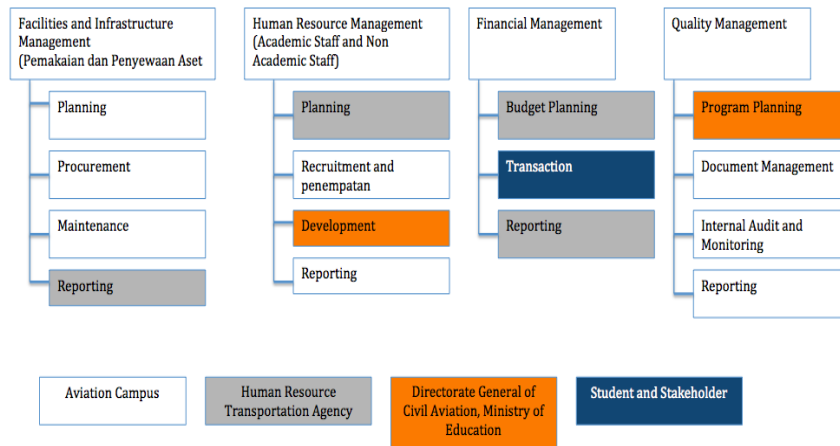 Facilities and Infrastructure
Management
(Pemakaian dan Penyewaan Aset
Planning
Procurement
Maintenance
Reporting
Human Resource Management
(Academic Staff and Non
Academic Staff)
Planning
Recruitment and
penempatan
Development
Reporting
Financial Management
Budget Planning
Transaction
Reporting
Quality Management
Program Planning
Document Management
Internal Audit and
Monitoring
Reporting
Aviation Campus
Human Resource
Transportation Agency
Directorate General of
Civil Aviation, Ministry of
Education
Student and Stakeholder